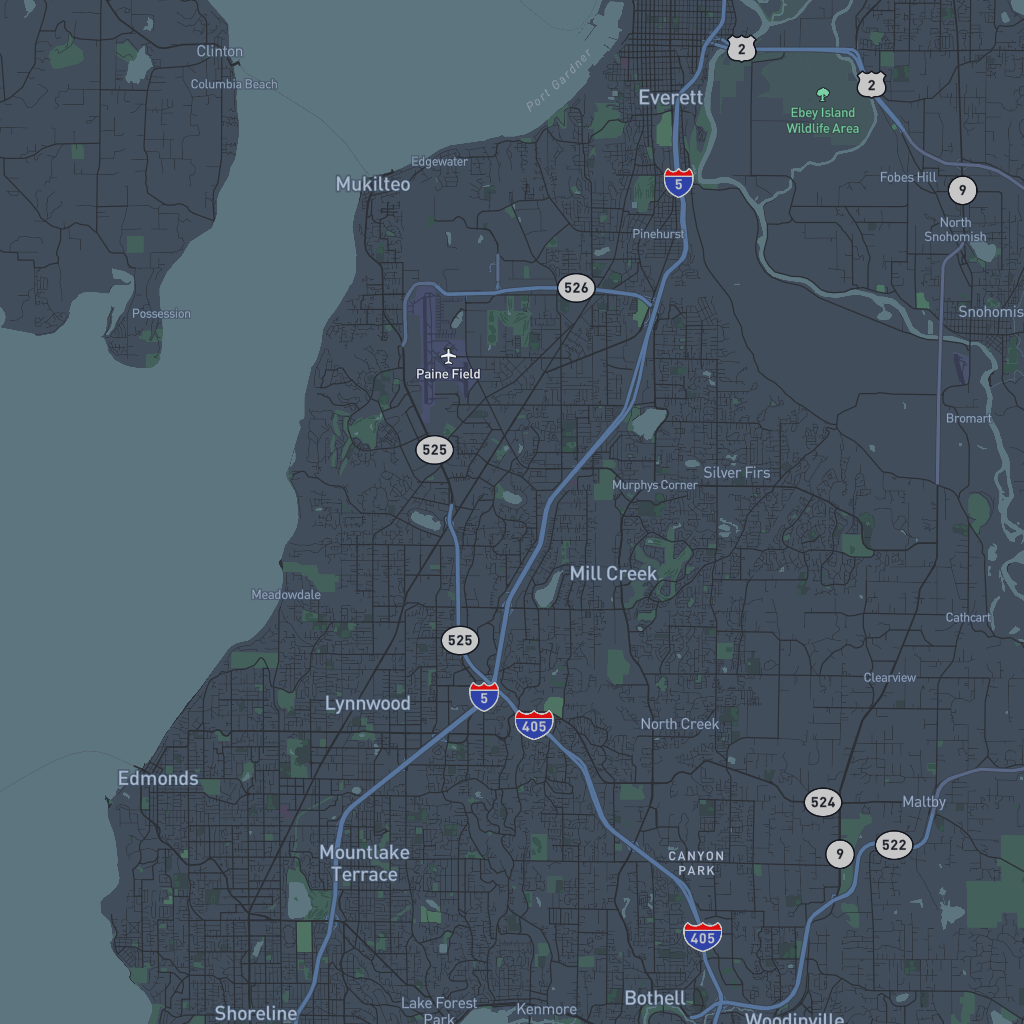 Clinton
Columbia Beach
Port Gardner
2
2
Everett
Ebey Island
Wildlife Area
Edgewater
Mukilteo
5
Fobes Hill
9
North
Snohomish
Pinehurst
526
Possession
Snohomis
Paine Field
Bromart
525
Silver Firs
Murphys Corner
Mill Creek
Meadowdale
Cathcart
525
Clearview
5
Lynnwood
405
North Creek
Edmonds
524
Maltby
9
522
Mountlake
Terrace
CANYON
PARK
405
Bothell
Lake Forest
Park
Kenmore
Shoreline
Woodinville